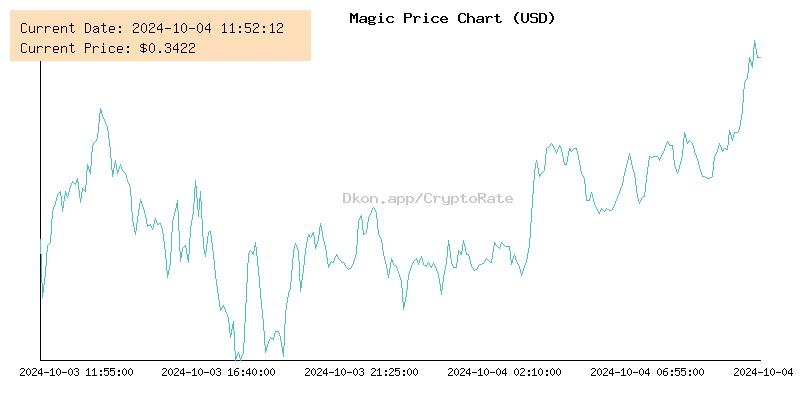 Magic Price Chart (USD)
Current Date: 2024-10-04 11:52:12
Current Price: $0.3422
Dkon.app/CryptoRate
2024-10-03 11:55:00 2024-10-03 16:40:00 2024-10-03 21:25:00 2024-10-04 02:10:00 2024-10-04 06:55:00 2024-10-04